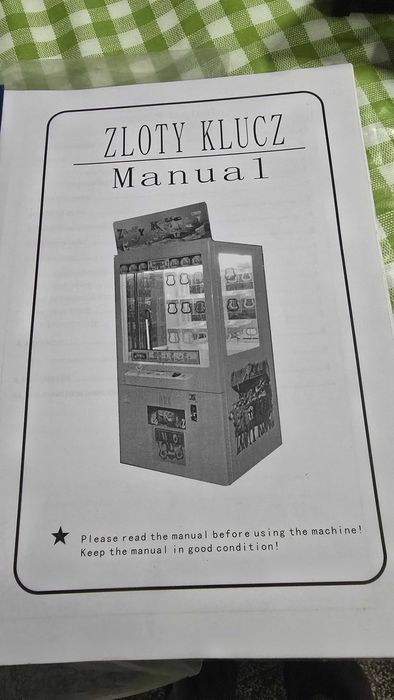 ZLOTY KLUCZ
Manual
★ Please read the manual before using the machine!
Keep the manual in good condition!